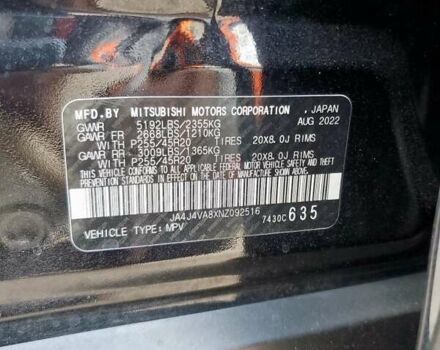 MFD.BY MITSUBISHI MOTORS CORPORATION, JAPAN
GVWR 5192LBS/2355KG AUG 2022
GAWR FR 2668LBS/1210KG
WITH P255/45R20 TIRES 20X8.0J RIMS
GAWR RR 3009LBS/1365KG
WITH P255/45R20 TIRES 20X8.0J RIMS
THIS VEHICLE CONFORMS TO ALL APPLICABLE FEDERAL
MOTOR VEHICLE SAFETY, BUMPER, AND THEFT PREVENTION
STANDARDS IN EFFECT ON THE DATE OF MANUFACTURE
SHOWN ABOVE.
JA4J4VA8XNZ092516 7430C635
VEHICLE TYPE: MPV